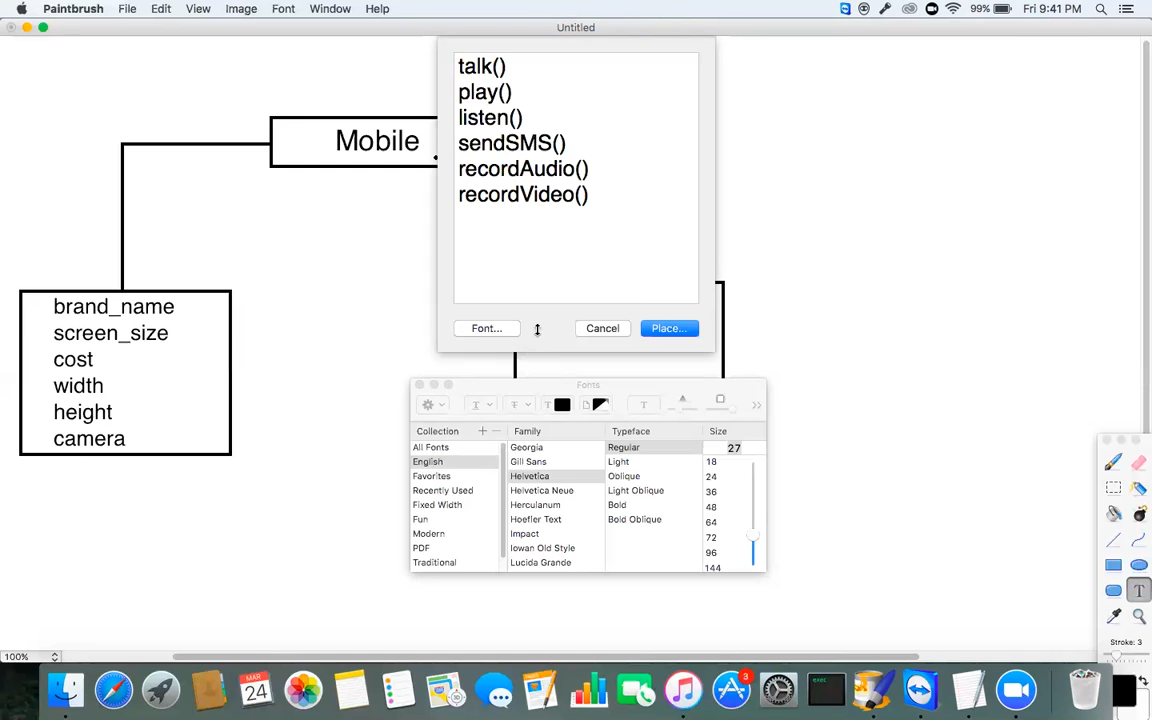 Paintbrush File Edit View Image Font Window Help 99% Fri 9:41 PM
Untitled
talk()
play()
listen()
sendSMS()
recordAudio()
recordVideo()
Font... Cancel Place...
Mobile
brand_name
screen_size
cost
width
height
camera
Fonts
T T T T
Collection Family Typeface Size
All Fonts Georgia Regular 27
English Gill Sans Light 18
Favorites Helvetica Oblique 24
Recently Used Helvetica Neue Light Oblique 36
Fixed Width Herculanum Bold 48
Fun Hoefler Text Bold Oblique 64
Modern Impact 72
PDF Iowan Old Style 96
Traditional Lucida Grande 144
T
Stroke: 3
100%
MAR
24
3
exec